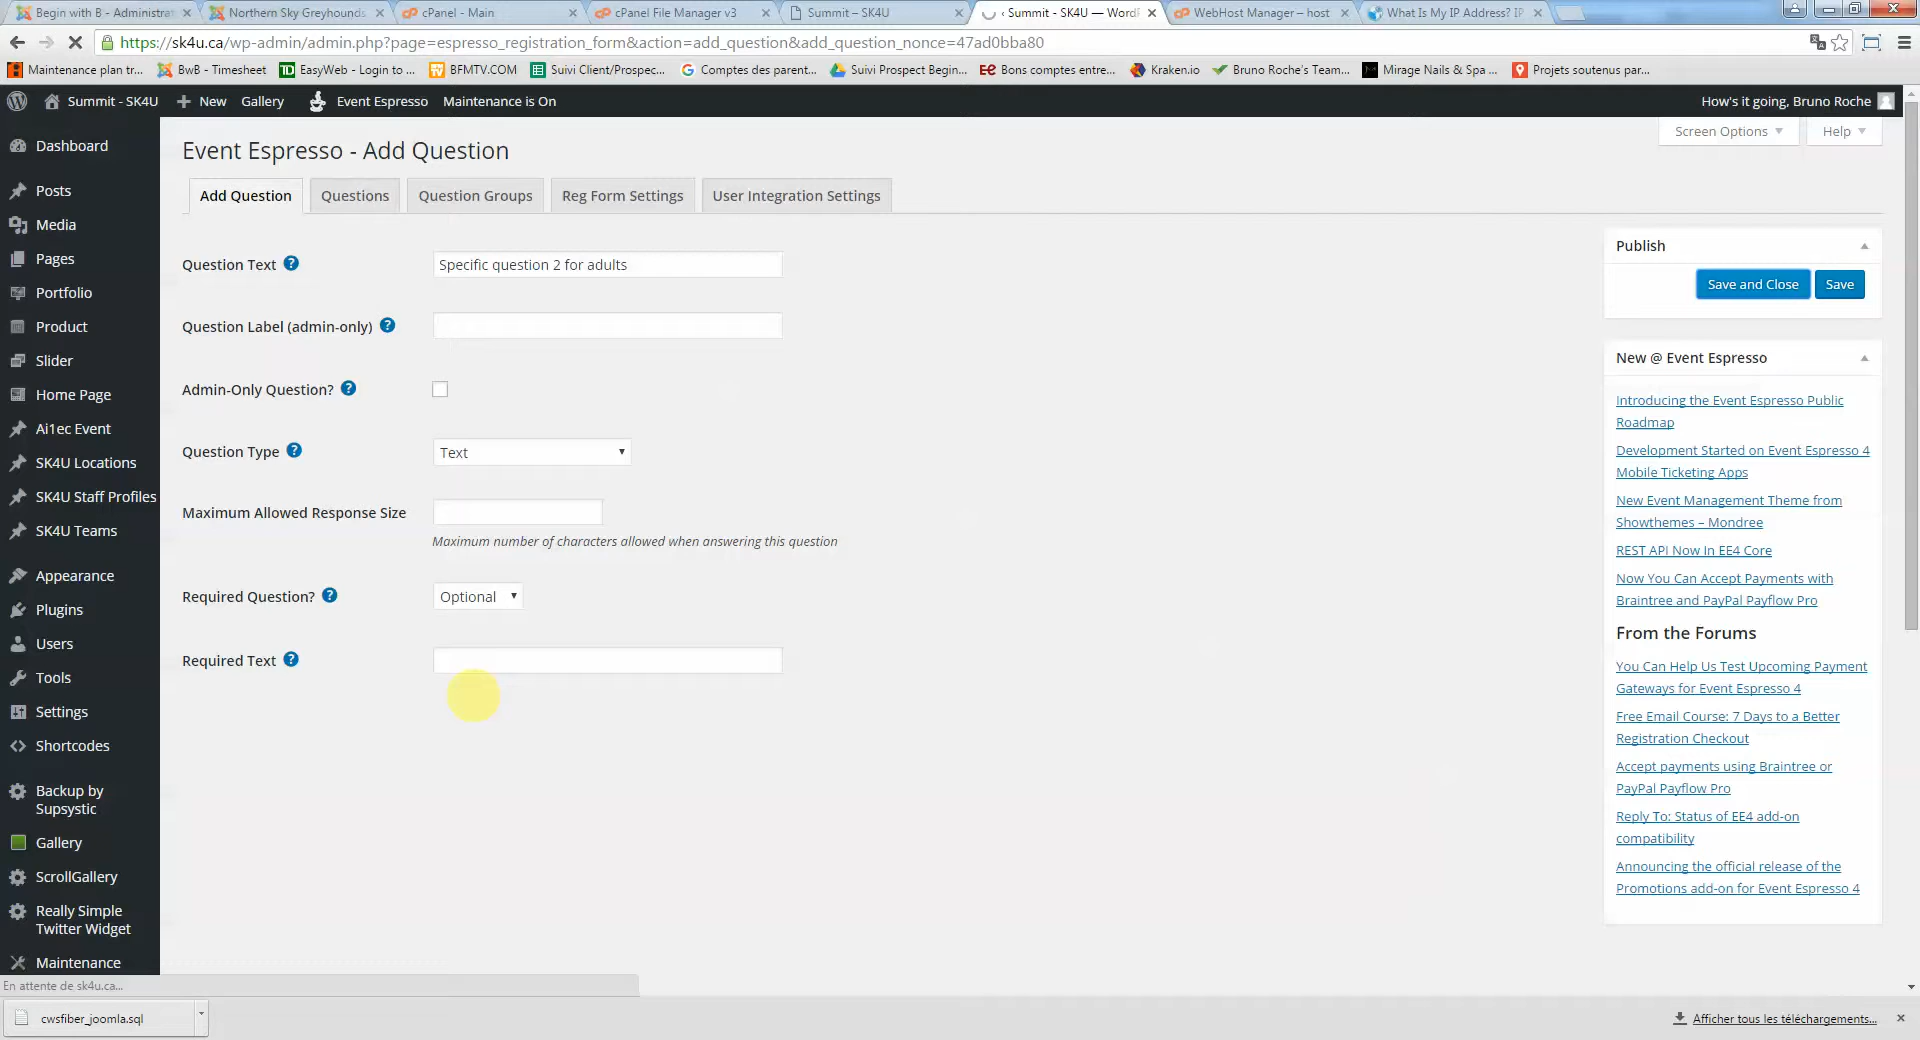 Begin with B - Administrat
Northern Sky Greyhounds
cPanel - Main
cPanel File Manager v3
Summit – SK4U
‹ Summit - SK4U — WordP
WebHost Manager – host
What Is My IP Address? IP
https://sk4u.ca/wp-admin/admin.php?page=espresso_registration_form&action=add_question&add_question_nonce=47ad0bba80
Maintenance plan tr...
BwB - Timesheet
EasyWeb - Login to ...
BFMTV.COM
Suivi Client/Prospec...
Comptes des parent...
Suivi Prospect Begin...
Bons comptes entre...
Kraken.io
Bruno Roche's Team...
Mirage Nails & Spa ...
Projets soutenus par...
Summit - SK4U
New
Gallery
Event Espresso
Maintenance is On
How's it going, Bruno Roche
Screen Options
Help
Dashboard
Posts
Media
Pages
Portfolio
Product
Slider
Home Page
Ai1ec Event
SK4U Locations
SK4U Staff Profiles
SK4U Teams
Appearance
Plugins
Users
Tools
Settings
Shortcodes
Backup by
Supsystic
Gallery
ScrollGallery
Really Simple
Twitter Widget
Maintenance
Event Espresso - Add Question
Add Question
Questions
Question Groups
Reg Form Settings
User Integration Settings
Question Text
Specific question 2 for adults
Question Label (admin-only)
Admin-Only Question?
Question Type
Text
Maximum Allowed Response Size
Maximum number of characters allowed when answering this question
Required Question?
Optional
Required Text
Publish
Save and Close
Save
New @ Event Espresso
Introducing the Event Espresso Public
Roadmap
Development Started on Event Espresso 4
Mobile Ticketing Apps
New Event Management Theme from
Showthemes – Mondree
REST API Now In EE4 Core
Now You Can Accept Payments with
Braintree and PayPal Payflow Pro
From the Forums
You Can Help Us Test Upcoming Payment
Gateways for Event Espresso 4
Free Email Course: 7 Days to a Better
Registration Checkout
Accept payments using Braintree or
PayPal Payflow Pro
Reply To: Status of EE4 add-on
compatibility
Announcing the official release of the
Promotions add-on for Event Espresso 4
En attente de sk4u.ca...
cwsfiber_joomla.sql
Afficher tous les téléchargements...